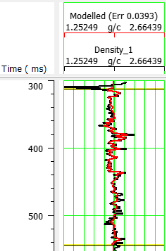 Modelled (Err 0.0393)
1.25249 g/c 2.66439
Density_1
1.25249 g/c 2.66439
Time ( ms)
300
400
500